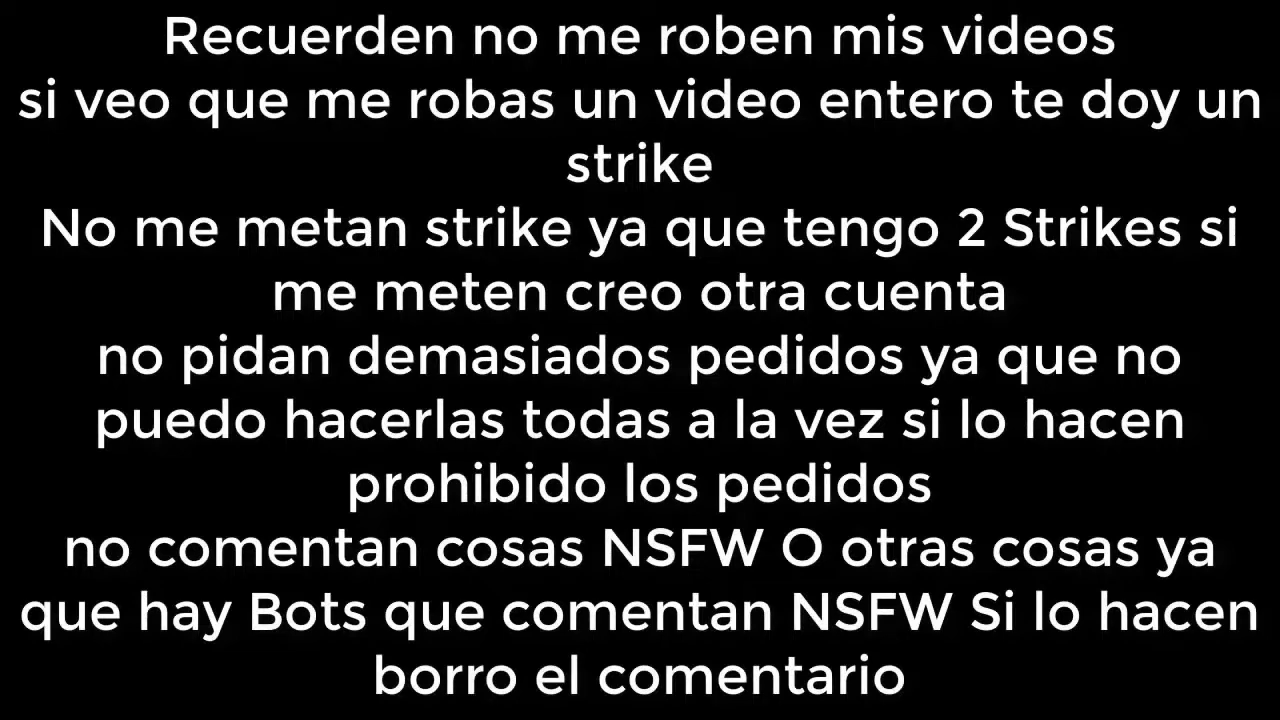 Recuerden no me roben mis videos
si veo que me robas un video entero te doy un
strike
No me metan strike ya que tengo 2 Strikes si
me meten creo otra cuenta
no pidan demasiados pedidos ya que no
puedo hacerlas todas a la vez si lo hacen
prohibido los pedidos
no comentan cosas NSFW O otras cosas ya
que hay Bots que comentan NSFW Si lo hacen
borro el comentario